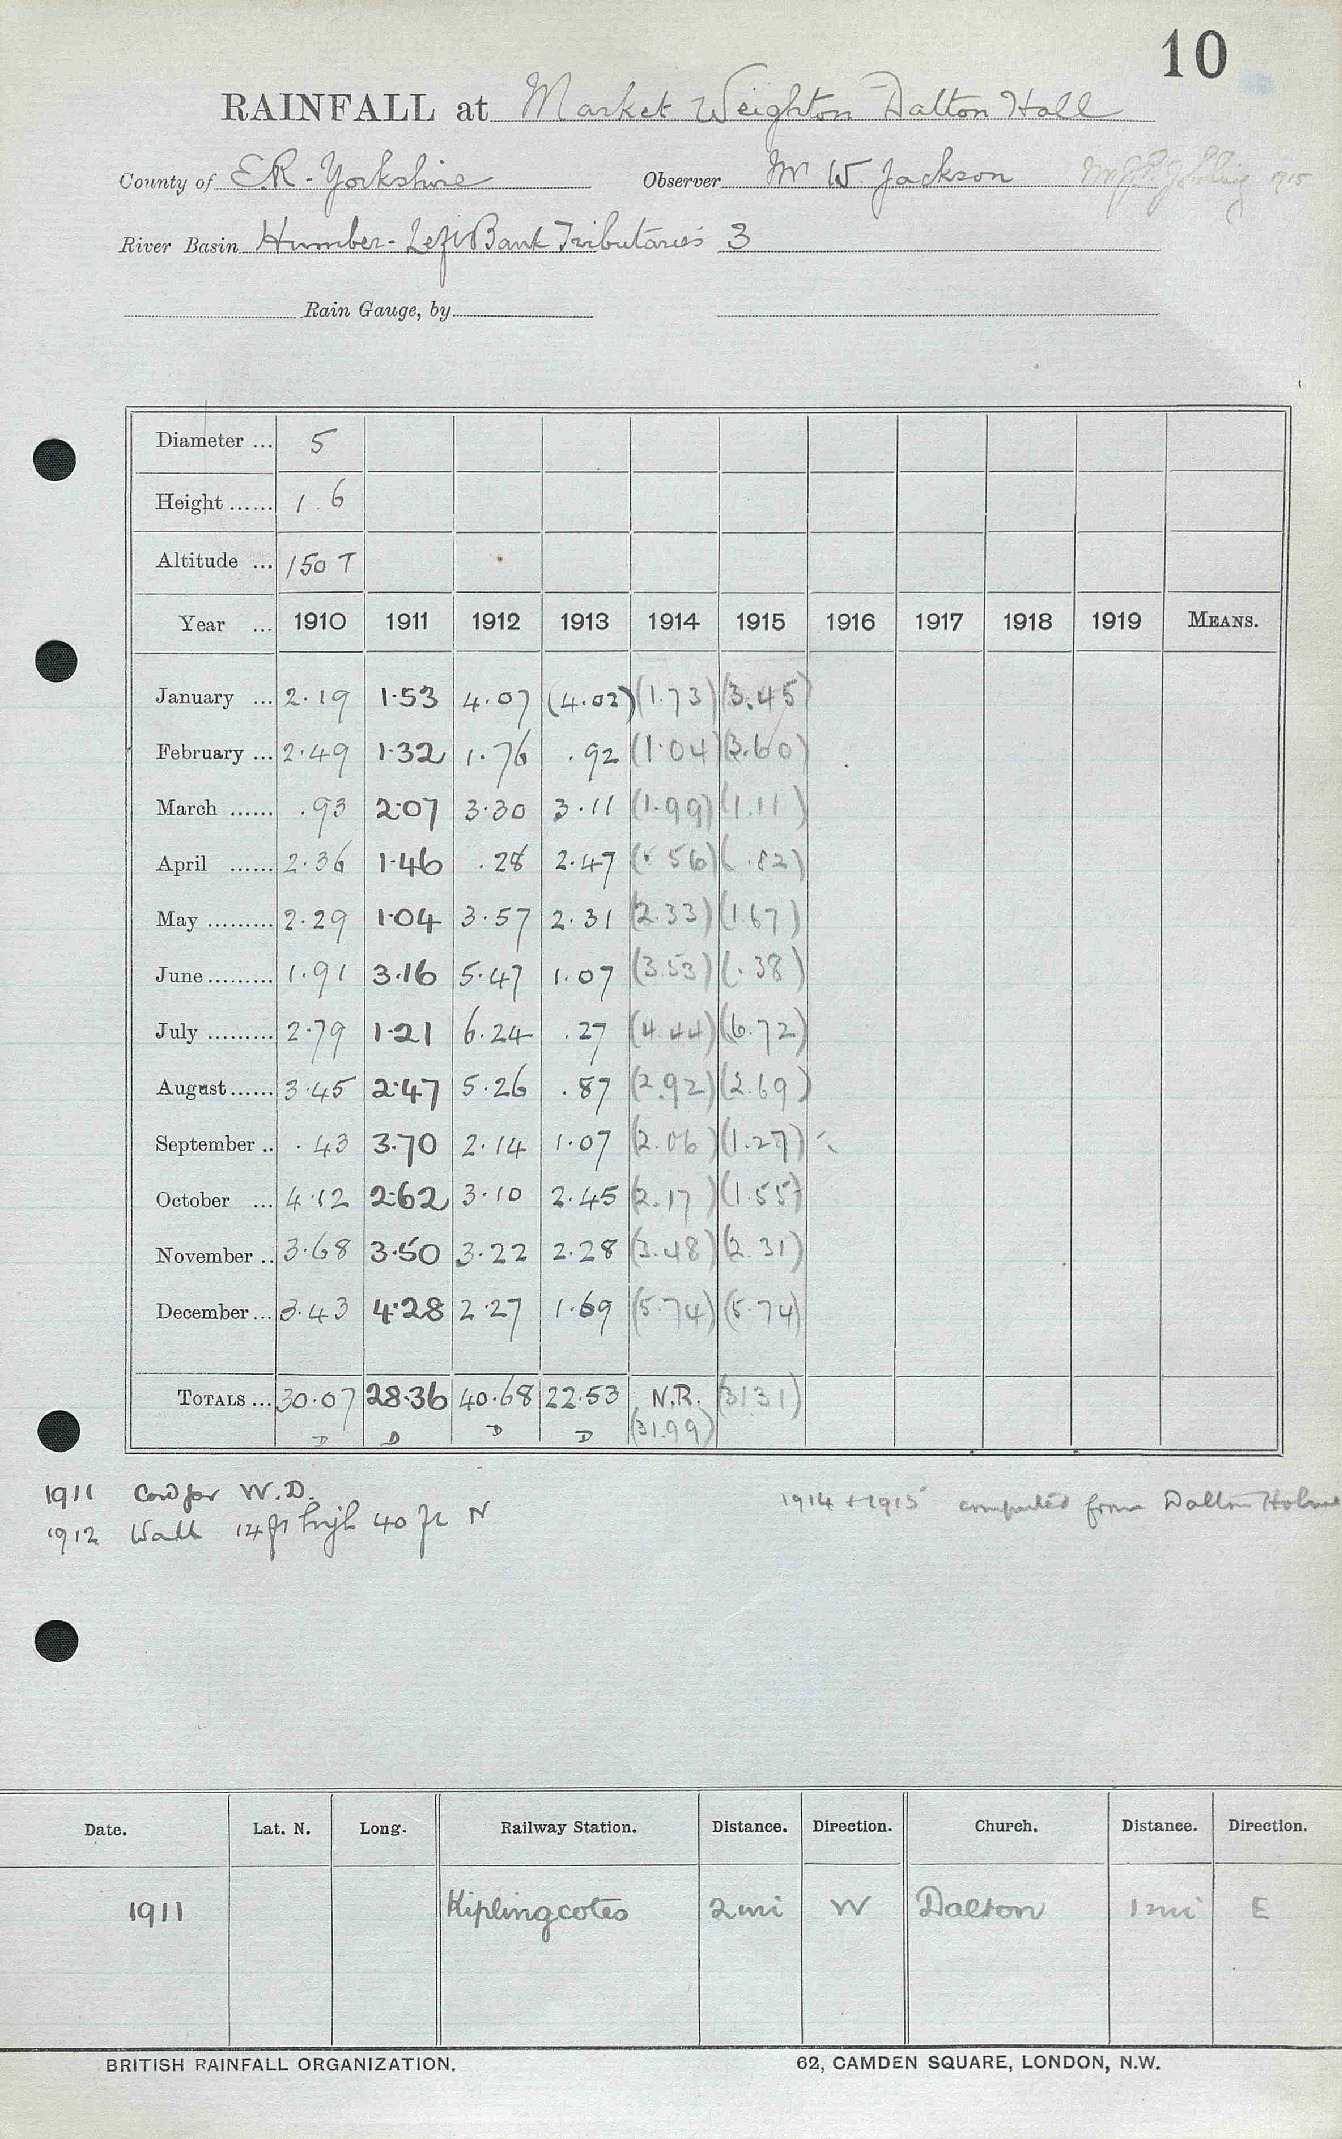 10
RAINFALL at Market Weighton Dalton Hall
County of E.R. Yorkshire Observer Mr W. Jackson 1915
River Basin Humber - Left Bank Tributaries 3
Rain Gauge, by
Diameter ... 5
Height ...... 1.6
Altitude ... 150 T
Year ... 1910 1911 1912 1913 1914 1915 1916 1917 1918 1919 MEANS.
January ... 2.19 1.53 4.07 (4.02) (1.73) (3.45)
February ... 2.49 1.32 1.76 .92 (1.04) (3.60)
March ...... .93 2.07 3.30 3.11 (1.99) (1.11)
April ...... 2.36 1.46 .28 2.47 (.56) (.82)
May ......... 2.29 1.04 3.57 2.31 (2.33) (1.67)
June ......... 1.91 3.16 5.47 1.07 (3.53) (.38)
July ......... 2.79 1.21 6.24 .27 (4.44) (6.72)
August ...... 3.45 2.47 5.26 .87 (2.92) (2.69)
September .. .43 3.70 2.14 1.07 (2.06) (1.27)
October ... 4.12 2.62 3.10 2.45 (2.17) (1.55)
November .. 3.68 3.50 3.22 2.28 (3.48) (2.31)
December ... 3.43 4.28 2.27 1.69 (5.74) (5.74)
TOTALS ... 30.07 28.36 40.68 22.53 N.R. (31.31)
D D D D (31.99)
1911 Cord for W.D.
1914 + 1915 computed from Dalton Holme
1912 Wall 12 ft high 40 ft N
Date. Lat. N. Long. Railway Station. Distance. Direction. Church. Distance. Direction.
1911 Kiplingcotes 2 mi W Dalton 1 mi E
BRITISH RAINFALL ORGANIZATION. 62, CAMDEN SQUARE, LONDON, N.W.